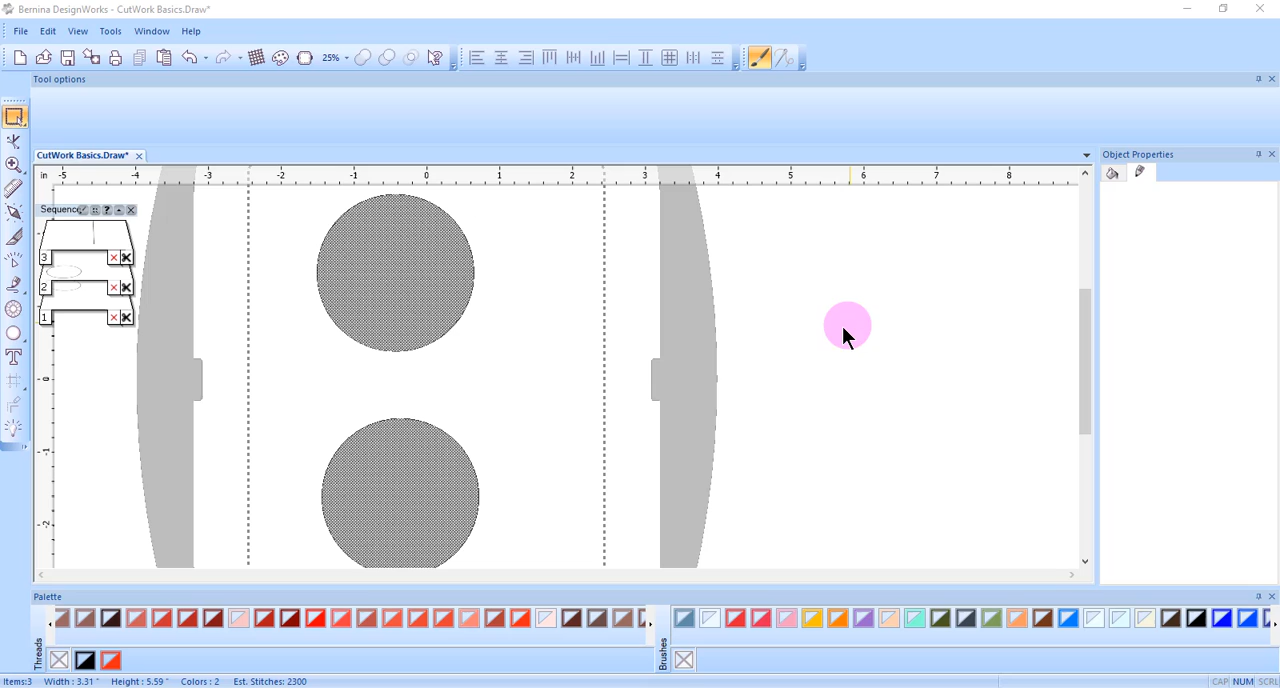 Bernina DesignWorks - CutWork Basics.Draw*
File Edit View Tools Window Help
25%
Tool options
CutWork Basics.Draw*
Object Properties
in -5 -4 -3 -2 -1 0 1 2 3 4 5 6 7 8
Sequence
3
2
1
0
-1
-2
Palette
Threads
Brushes
Items:3 Width : 3.31 " Height : 5.59 " Colors : 2 Est. Stitches: 2300 CAP NUM SCRL